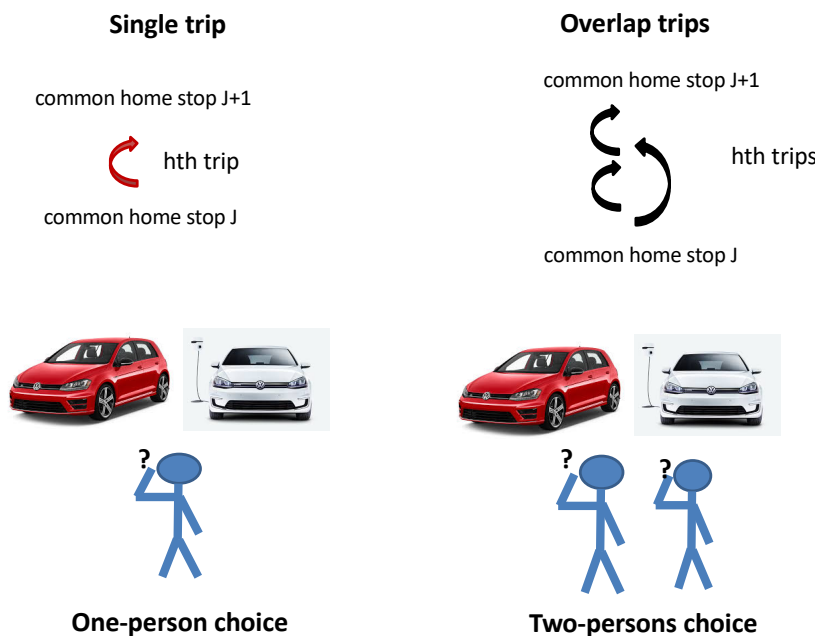 Single trip
common home stop J+1
hth trip
common home stop J
?
One-person choice
Overlap trips
common home stop J+1
hth trips
common home stop J
?
?
Two-persons choice